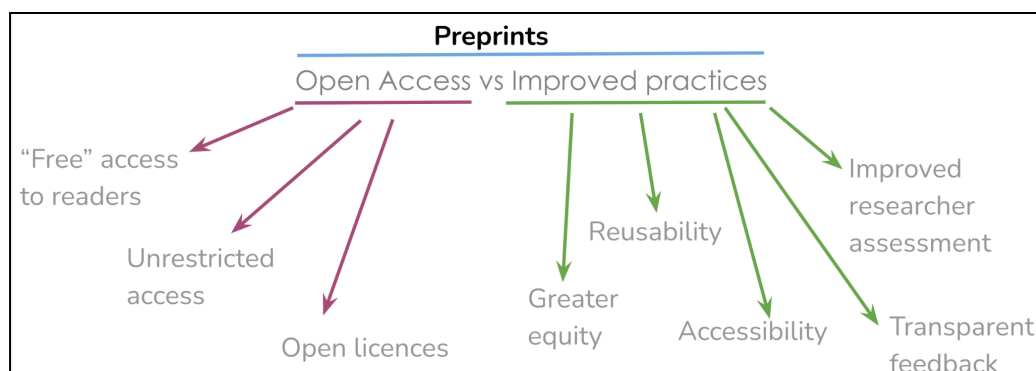 Preprints
Open Access vs Improved practices
“Free” access
to readers
Unrestricted
access
Open licences
Greater
equity
Reusability
Accessibility
Improved
researcher
assessment
Transparent
feedback